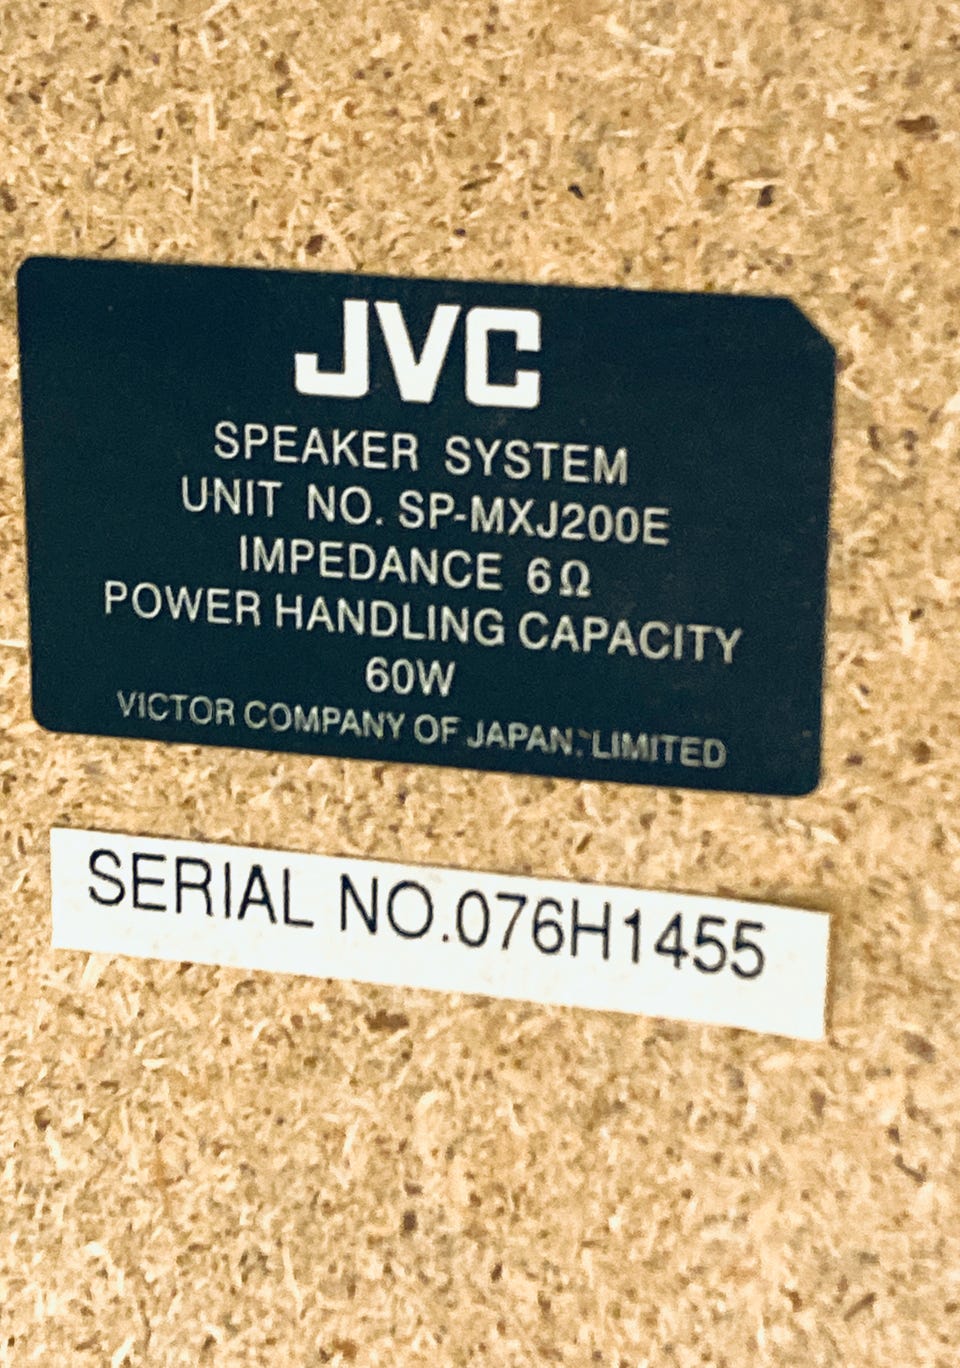 JVC
SPEAKER SYSTEM
UNIT NO. SP-MXJ200E
IMPEDANCE 6Ω
POWER HANDLING CAPACITY
60W
VICTOR COMPANY OF JAPAN, LIMITED
SERIAL NO.076H1455